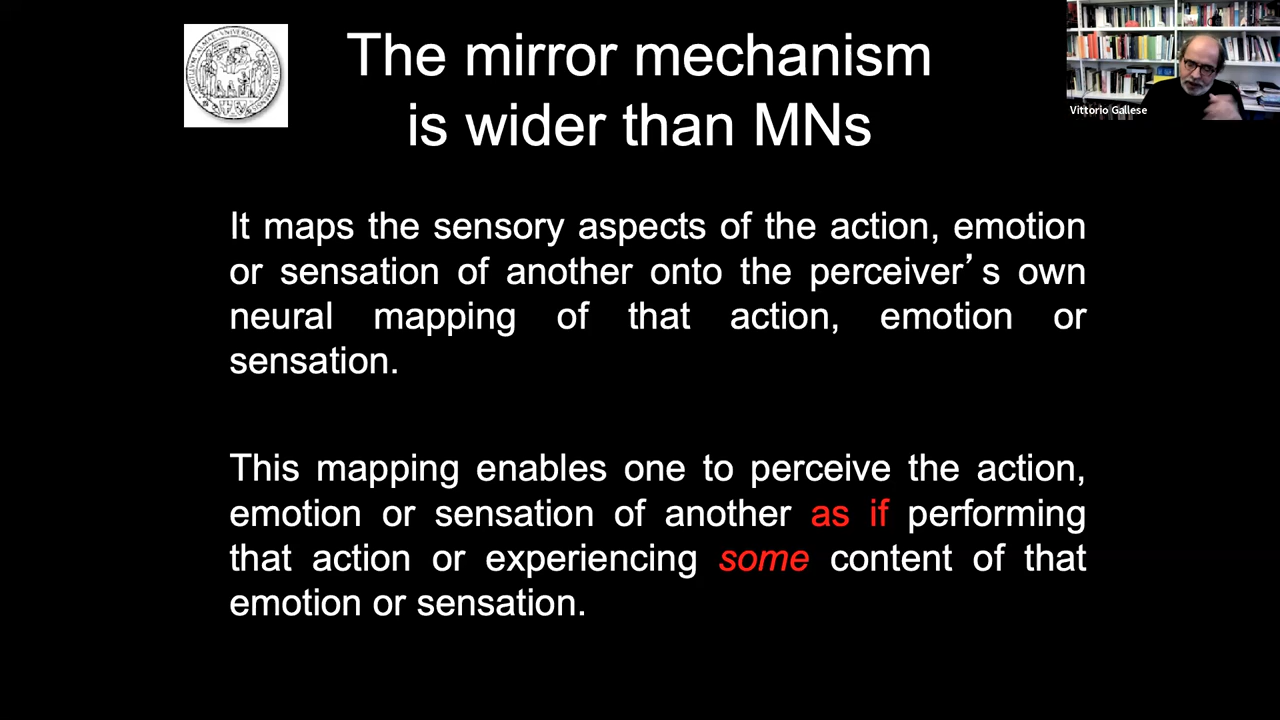 The mirror mechanism
is wider than MNs
Vittorio Gallese
It maps the sensory aspects of the action, emotion
or sensation of another onto the perceiver’s own
neural mapping of that action, emotion or
sensation.
This mapping enables one to perceive the action,
emotion or sensation of another as if performing
that action or experiencing some content of that
emotion or sensation.